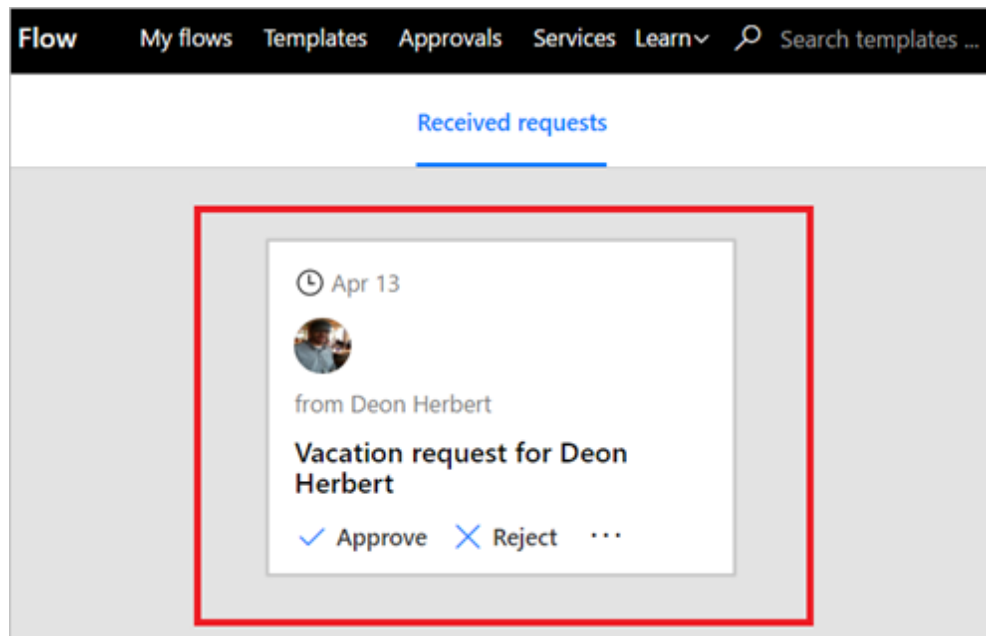 Flow My flows Templates Approvals Services Learn Search templates ...
Received requests
Apr 13
from Deon Herbert
Vacation request for Deon
Herbert
Approve Reject ...